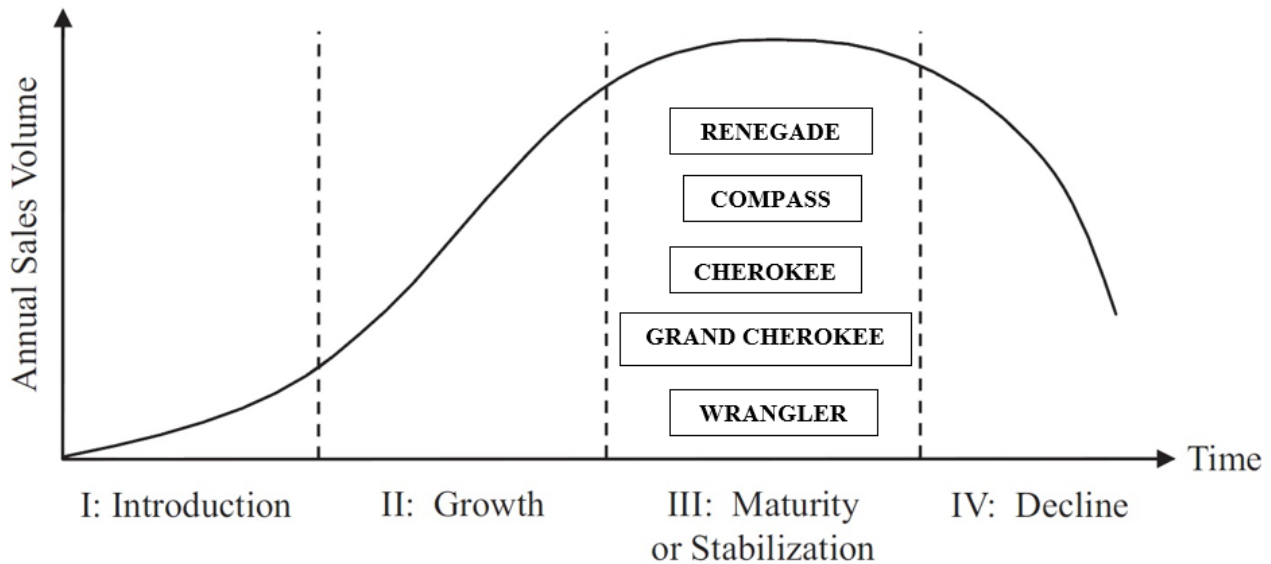 Annual Sales Volume
RENEGADE
COMPASS
CHEROKEE
GRAND CHEROKEE
WRANGLER
Time
I: Introduction
II: Growth
III: Maturity
or Stabilization
IV: Decline